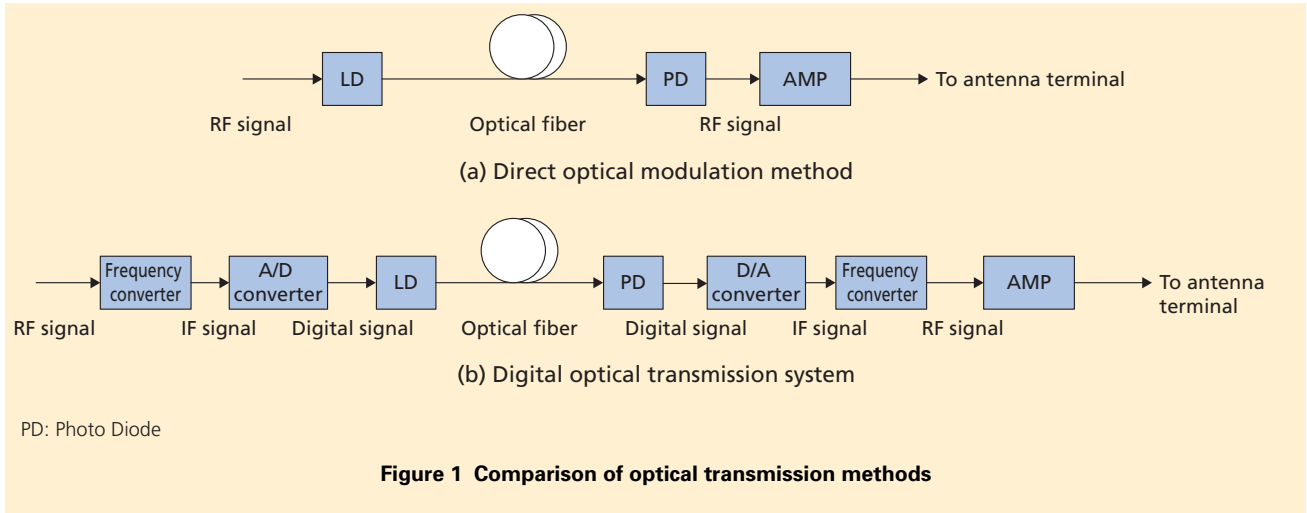 LD
PD
AMP
To antenna terminal
RF signal
Optical fiber
RF signal
(a) Direct optical modulation method
Frequency
converter
A/D
converter
LD
PD
D/A
converter
Frequency
converter
AMP
To antenna
terminal
RF signal
IF signal
Digital signal
Optical fiber
Digital signal
IF signal
RF signal
(b) Digital optical transmission system
PD: Photo Diode
Figure 1 Comparison of optical transmission methods